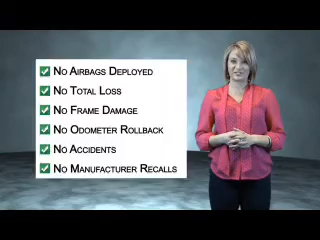 No Airbags Deployed
No Total Loss
No Frame Damage
No Odometer Rollback
No Accidents
No Manufacturer Recalls